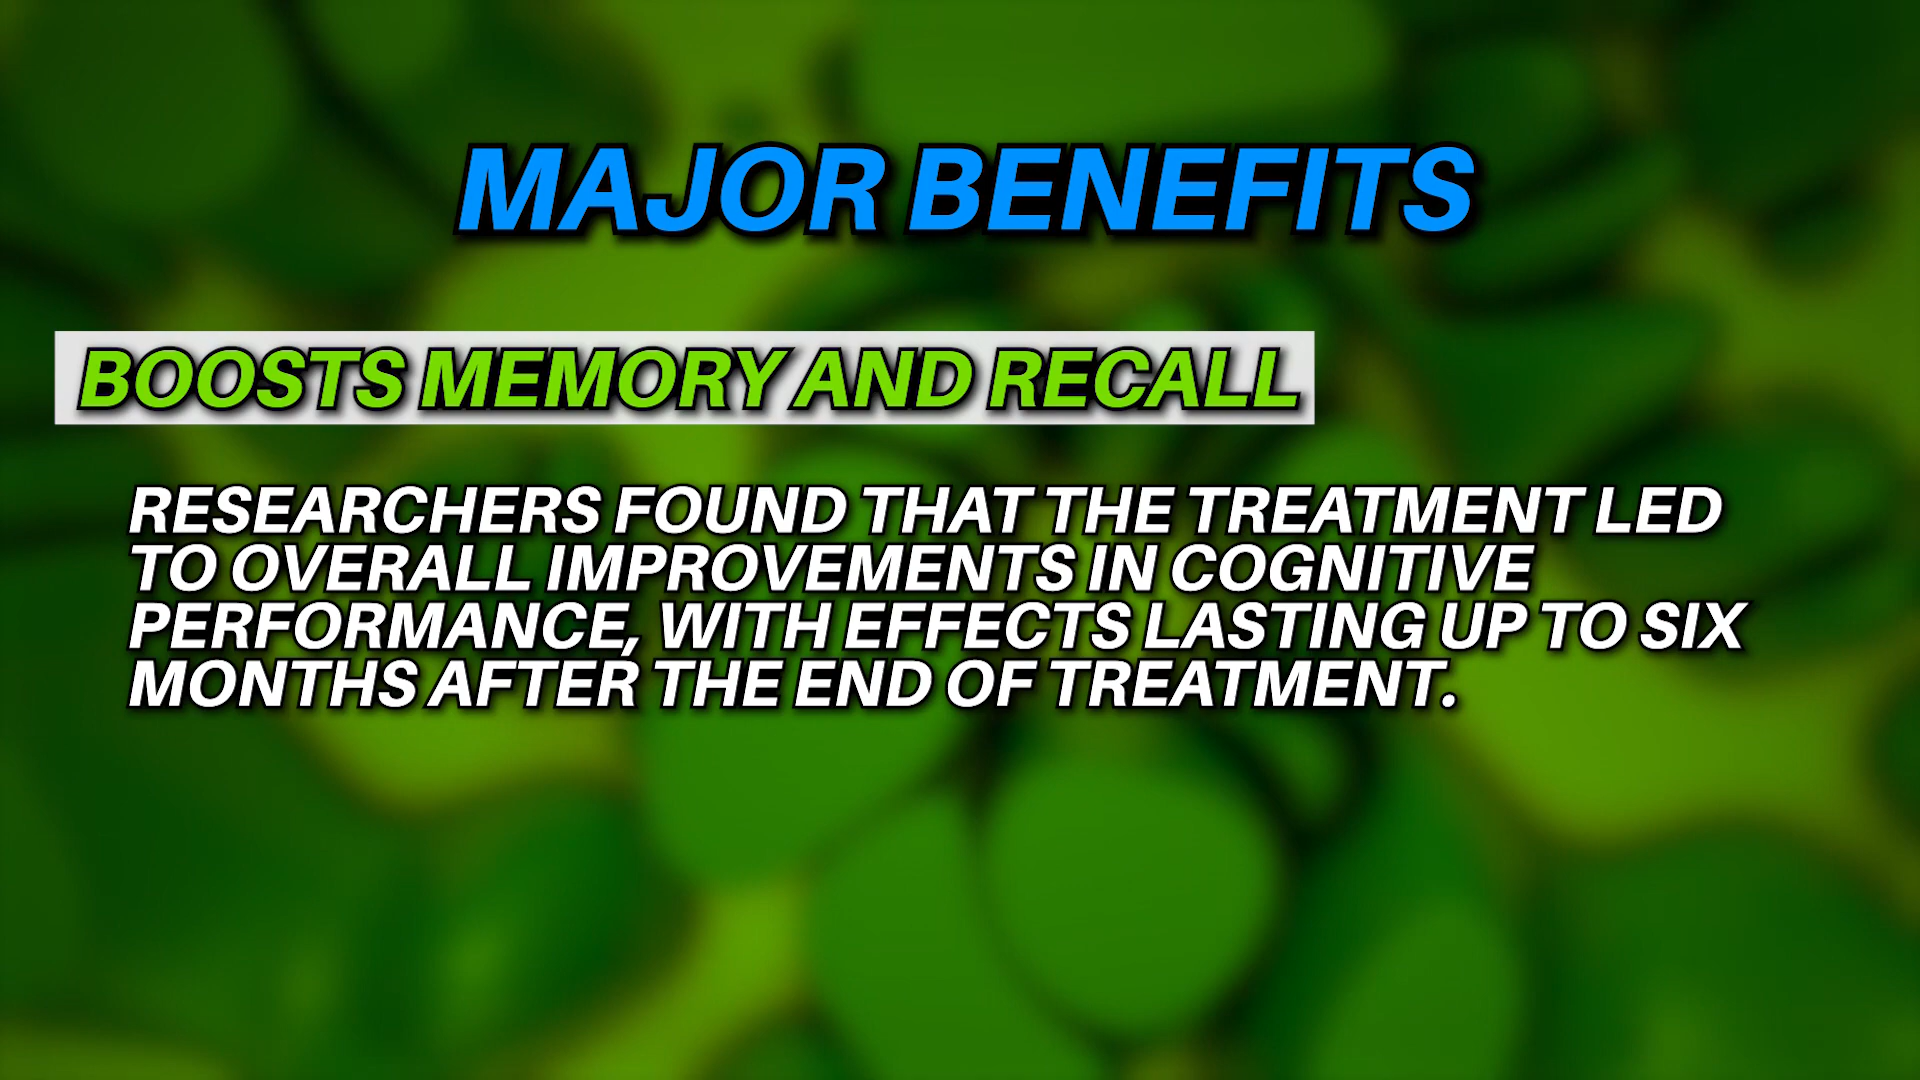 MAJOR BENEFITS
BOOSTS MEMORY AND RECALL
RESEARCHERS FOUND THAT THE TREATMENT LED
TO OVERALL IMPROVEMENTS IN COGNITIVE
PERFORMANCE, WITH EFFECTS LASTING UP TO SIX
MONTHS AFTER THE END OF TREATMENT.